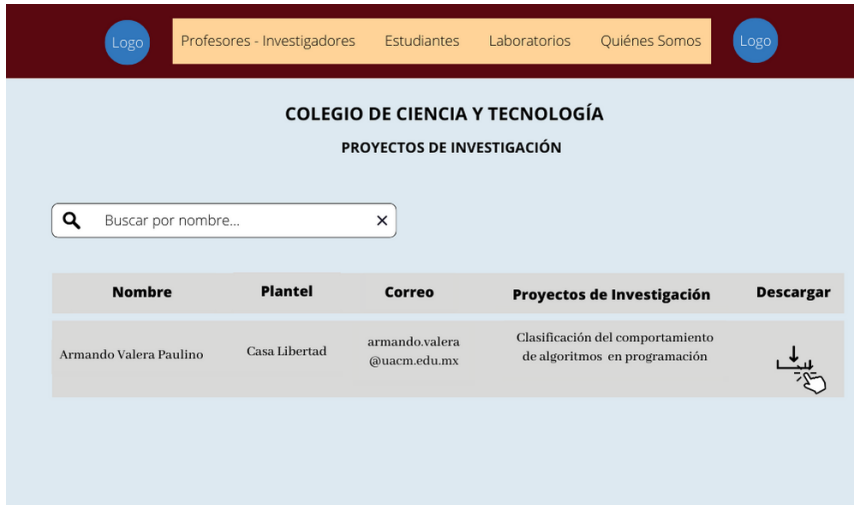 Logo
Profesores - Investigadores
Estudiantes
Laboratorios
Quiénes Somos
Logo
COLEGIO DE CIENCIA Y TECNOLOGÍA
PROYECTOS DE INVESTIGACIÓN
Buscar por nombre...
Nombre
Plantel
Correo
Proyectos de Investigación
Descargar
Armando Valera Paulino
Casa Libertad
armando.valera
@uacm.edu.mx
Clasificación del comportamiento
de algoritmos en programación